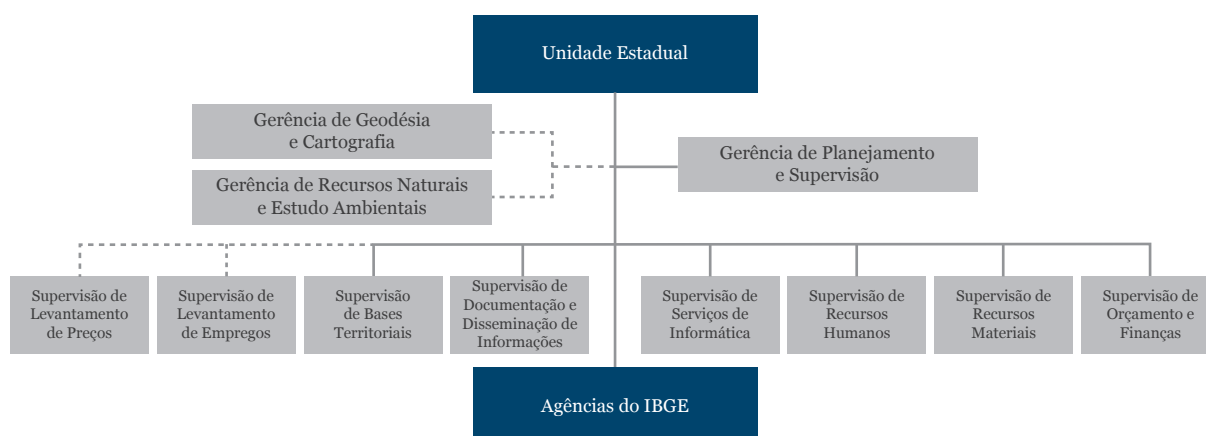 Unidade Estadual
Gerência de Geodésia
e Cartografia
Gerência de Planejamento
e Supervisão
Gerência de Recursos Naturais
e Estudo Ambientais
Supervisão de
Levantamento
de Preços
Supervisão de
Levantamento
de Empregos
Supervisão
de Bases
Territoriais
Supervisão de
Documentação e
Disseminação de
Informações
Supervisão de
Serviços de
Informática
Supervisão de
Recursos
Humanos
Supervisão de
Recursos
Materiais
Supervisão de
Orçamento e
Finanças
Agências do IBGE